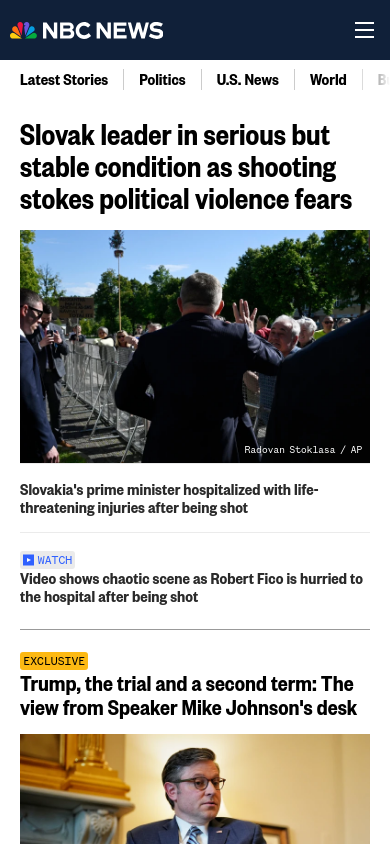 NBC NEWS
Latest Stories
Politics
U.S. News
World
Slovak leader in serious but
stable condition as shooting
stokes political violence fears
Radovan Stoklasa / AP
Slovakia's prime minister hospitalized with life-
threatening injuries after being shot
WATCH
Video shows chaotic scene as Robert Fico is hurried to
the hospital after being shot
EXCLUSIVE
Trump, the trial and a second term: The
view from Speaker Mike Johnson's desk